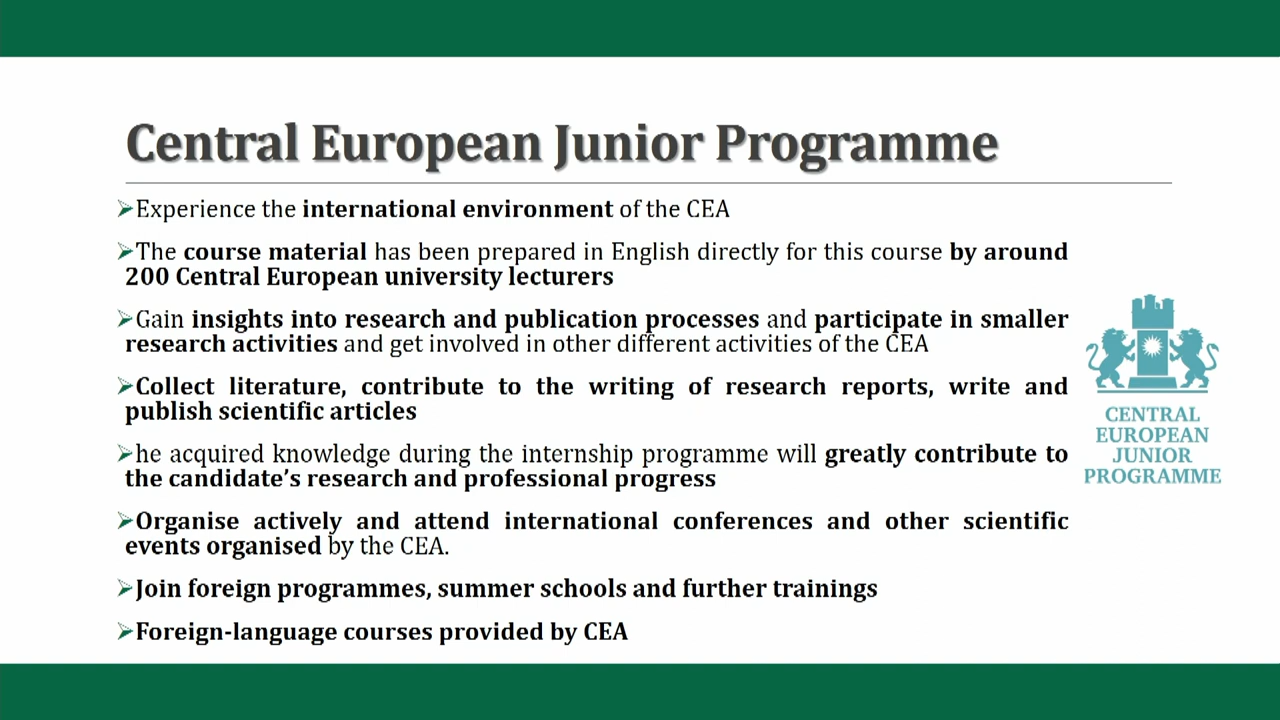 Central European Junior Programme
Experience the international environment of the CEA
The course material has been prepared in English directly for this course by around
200 Central European university lecturers
Gain insights into research and publication processes and participate in smaller
research activities and get involved in other different activities of the CEA
Collect literature, contribute to the writing of research reports, write and
publish scientific articles
he acquired knowledge during the internship programme will greatly contribute to
the candidate’s research and professional progress
Organise actively and attend international conferences and other scientific
events organised by the CEA.
Join foreign programmes, summer schools and further trainings
Foreign-language courses provided by CEA
CENTRAL
EUROPEAN
JUNIOR
PROGRAMME